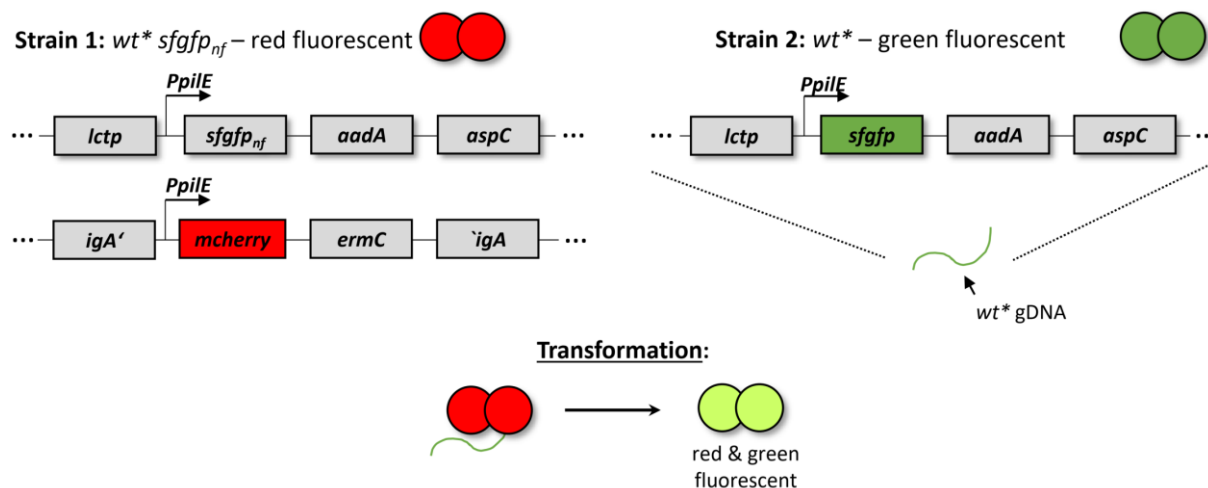 Strain 1: wt* sfgfpnf – red fluorescent
PpilE
... lctp sfgfpnf aadA aspC ...
PpilE
... igA‘ mcherry ermC `igA ...
Strain 2: wt* – green fluorescent
PpilE
... lctp sfgfp aadA aspC ...
wt* gDNA
Transformation:
red & green
fluorescent